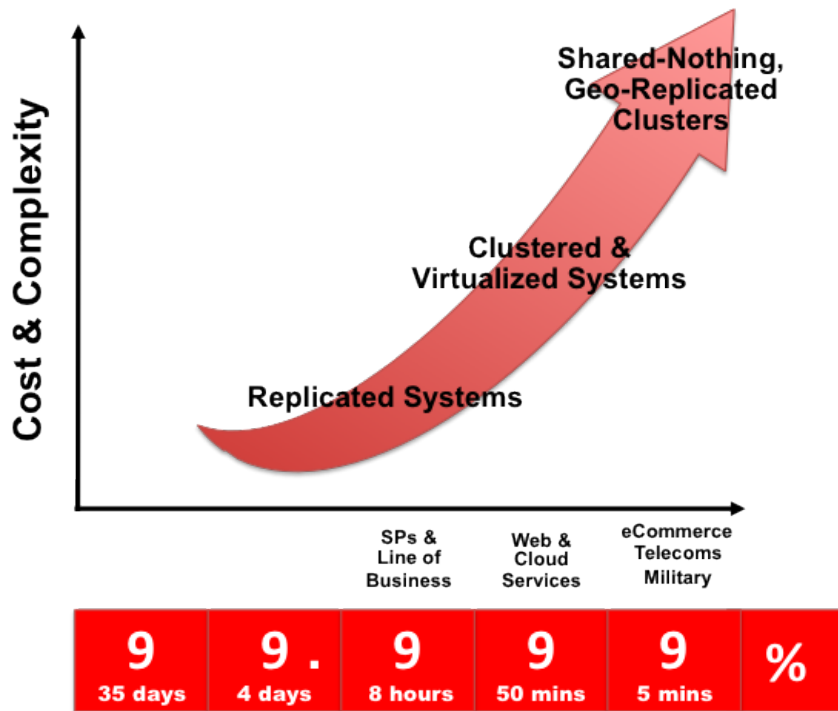 Cost & Complexity
Shared-Nothing,
Geo-Replicated
Clusters
Clustered &
Virtualized Systems
Replicated Systems
SPs &
Line of
Business
Web &
Cloud
Services
eCommerce
Telecoms
Military
9 9. 9 9 9 %
35 days 4 days 8 hours 50 mins 5 mins